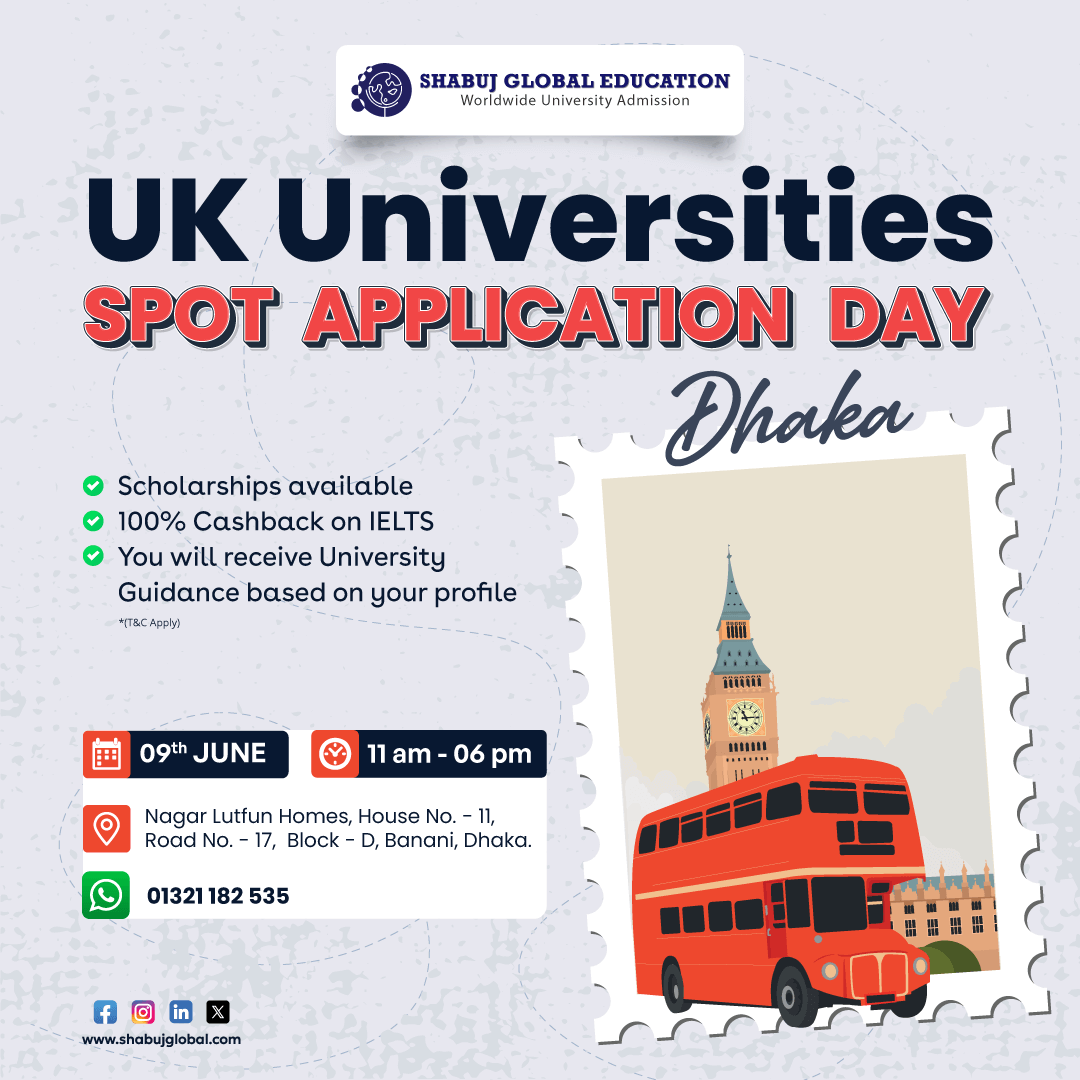 SHABUJ GLOBAL EDUCATION
Worldwide University Admission
UK Universities
SPOT APPLICATION DAY
Dhaka
Scholarships available
100% Cashback on IELTS
You will receive University
Guidance based on your profile
*(T&C Apply)
09th JUNE
11 am - 06 pm
Nagar Lutfun Homes, House No. - 11,
Road No. - 17, Block - D, Banani, Dhaka.
01321 182 535
www.shabujglobal.com